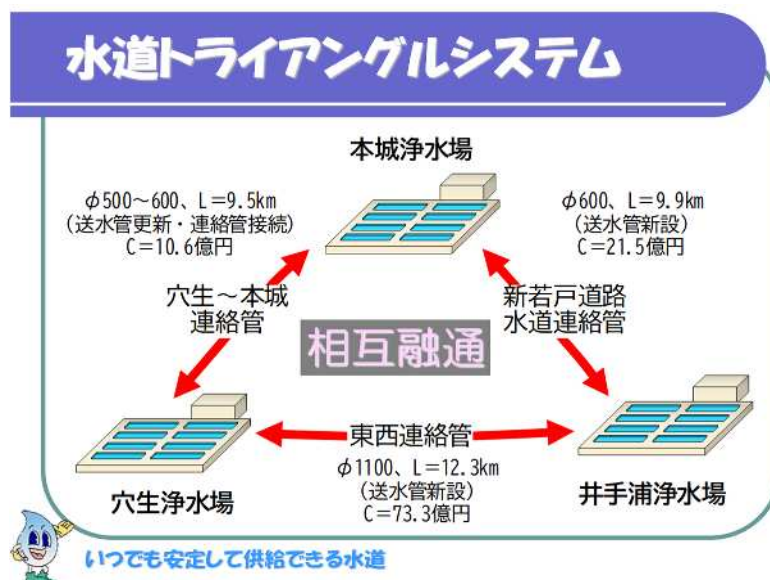 水道トライアングルシステム
本城浄水場
φ500～600、L＝9.5km
（送水管更新・連絡管接続）
C＝10.6億円
φ600、L＝9.9km
（送水管新設）
C＝21.5億円
穴生～本城
連絡管
新若戸道路
水道連絡管
相互融通
東西連絡管
φ1100、L＝12.3km
（送水管新設）
C＝73.3億円
穴生浄水場
井手浦浄水場
いつでも安定して供給できる水道